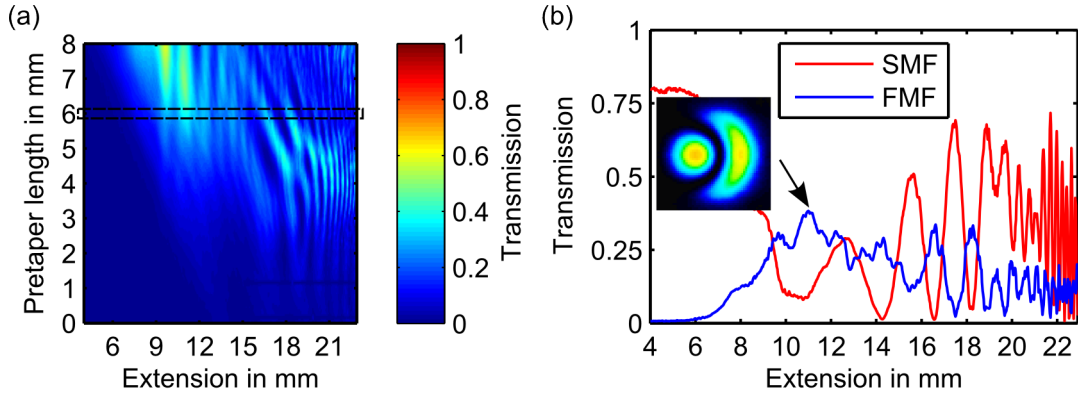 (a)
8
7
6
5
4
3
2
1
0
Pretaper length in mm
6 9 12 15 18 21
Extension in mm
1
0.8
0.6
0.4
0.2
0
Transmission
(b)
1
0.75
0.5
0.25
0
Transmission
SMF
FMF
4 6 8 10 12 14 16 18 20 22
Extension in mm